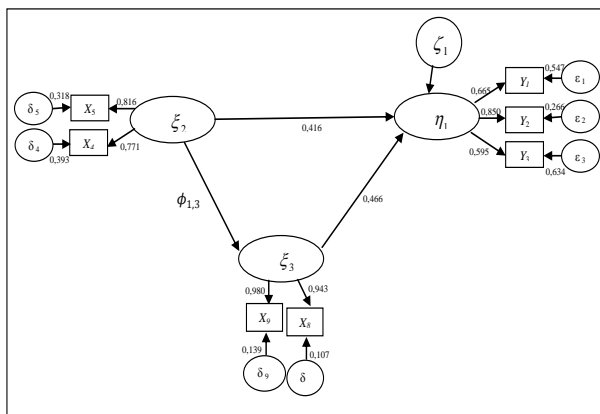 ζ₁
0,547
ε₁
Y₁
0,665
0,318
δ₅
X₅
0,816
ξ₂
η₁
0,850
Y₂
0,266
ε₂
0,416
δ₄
X₄
0,771
0,393
0,595
Y₃
ε₃
0,634
ϕ₁,₃
0,466
ξ₃
0,980
0,943
X₉
X₈
0,139
0,107
δ₉
δ